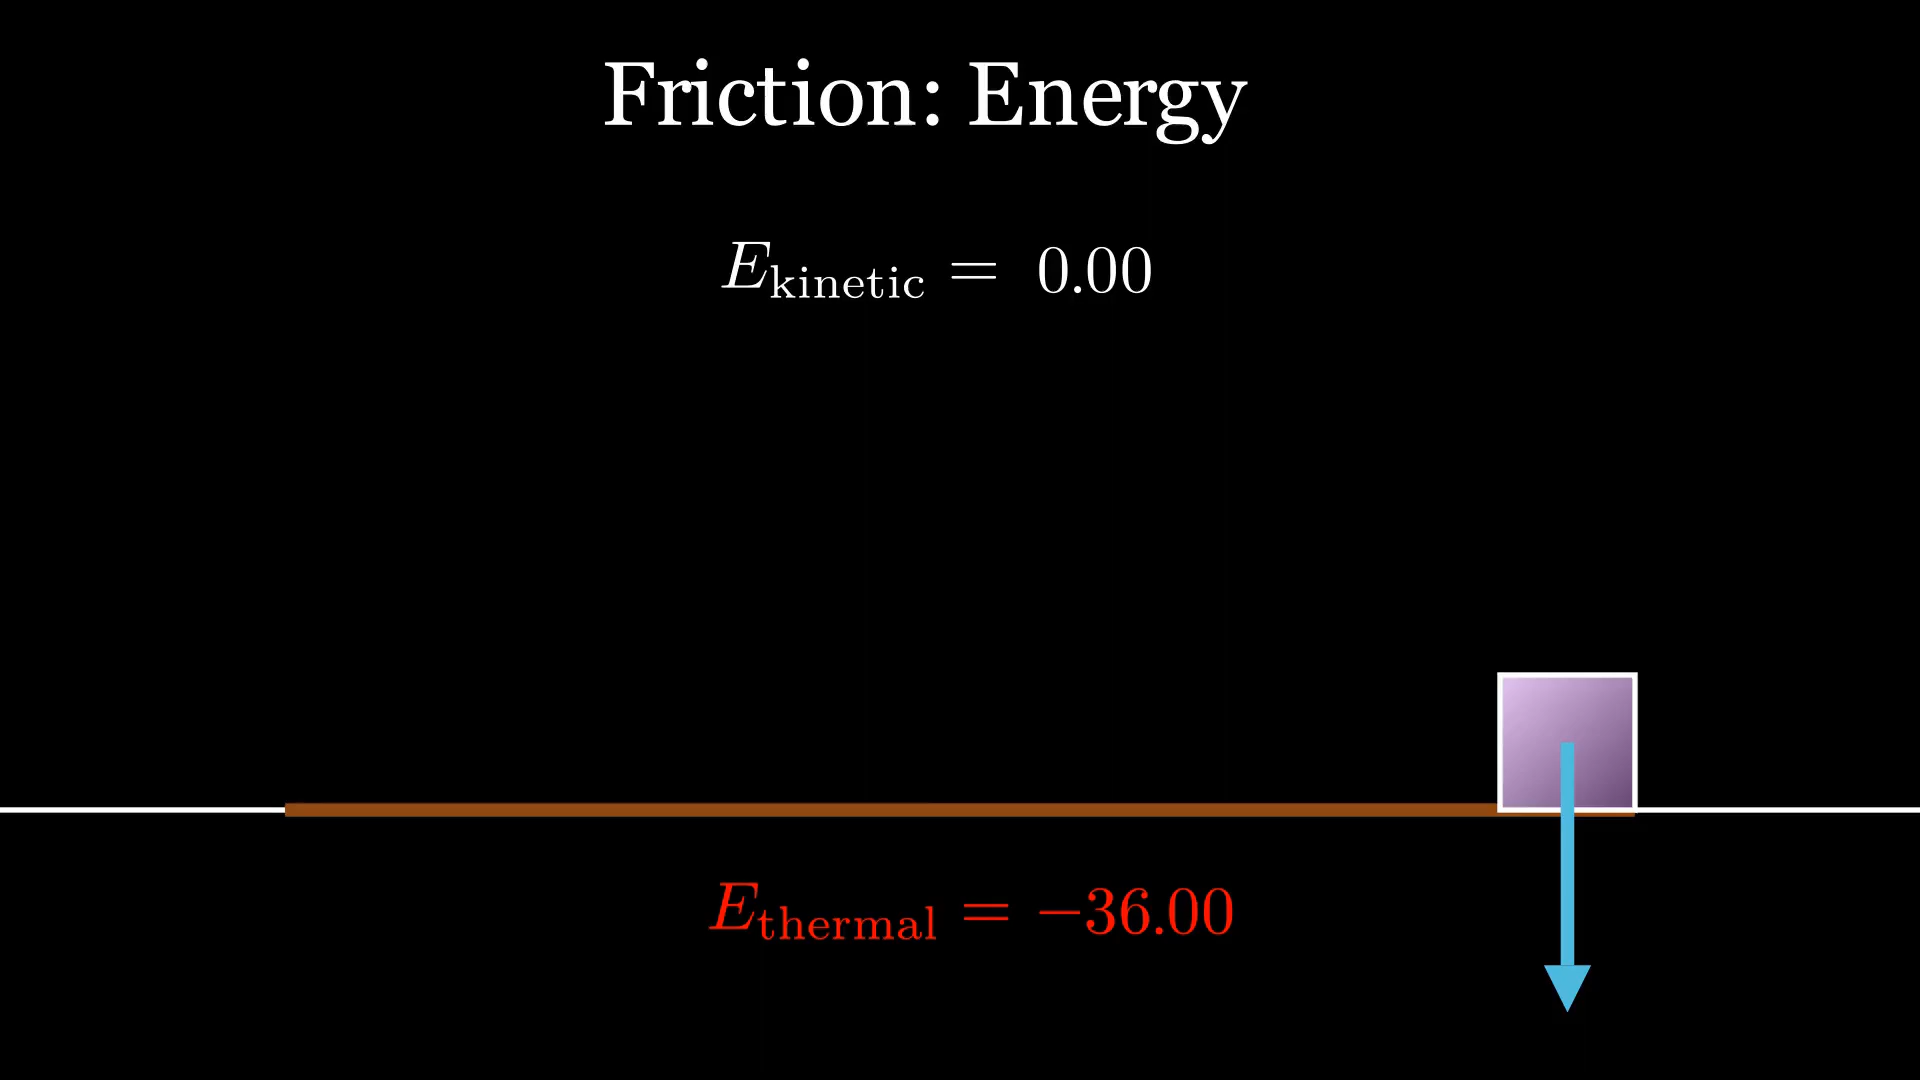 Friction: Energy
E_kinetic = 0.00
E_thermal = −36.00